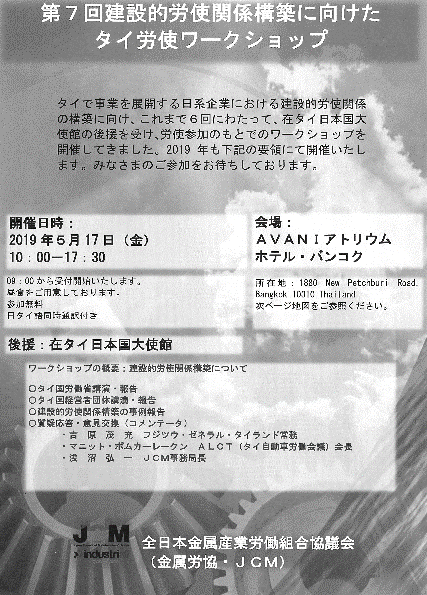 第７回建設的労使関係構築に向けた
タイ労使ワークショップ
タイで事業を展開する日系企業における建設的労使関係
の構築に向け、これまで６回にわたって、在タイ日本国大
使館の後援を受け、労使参加のもとでのワークショップを
開催してきました。2019 年も下記の要領にて開催いたし
ます。みなさまのご参加をお待ちしております。
開催日時：
2019年５月17日（金）
10：00－17：30
09：00から受付開始いたします。
昼食をご用意しております。
参加無料
日タイ語同時通訳付き
会場：
ＡＶＡＮＩアトリウム
ホテル・バンコク
所在地：1880 New Petchburi Road.
Bangkok 10310 Thailand
次ページ地図をご参照ください。
後援：在タイ日本国大使館
ワークショップの概要：建設的労使関係構築について
〇タイ国労働省講演・報告
〇タイ国経営者団体講演・報告
〇建設的労使関係構築の事例報告
〇質疑応答・意見交換（コメンテータ）
・吉原茂充 フジツウ・ゼネラル・タイランド常務
・マニット・ポムカーレークン ＡＬＣＴ（タイ自動車労働会議）会長
・浅沼弘一 ＪＣＭ事務局長
JCM
industri
全日本金属産業労働組合協議会
（金属労協・ＪＣＭ）